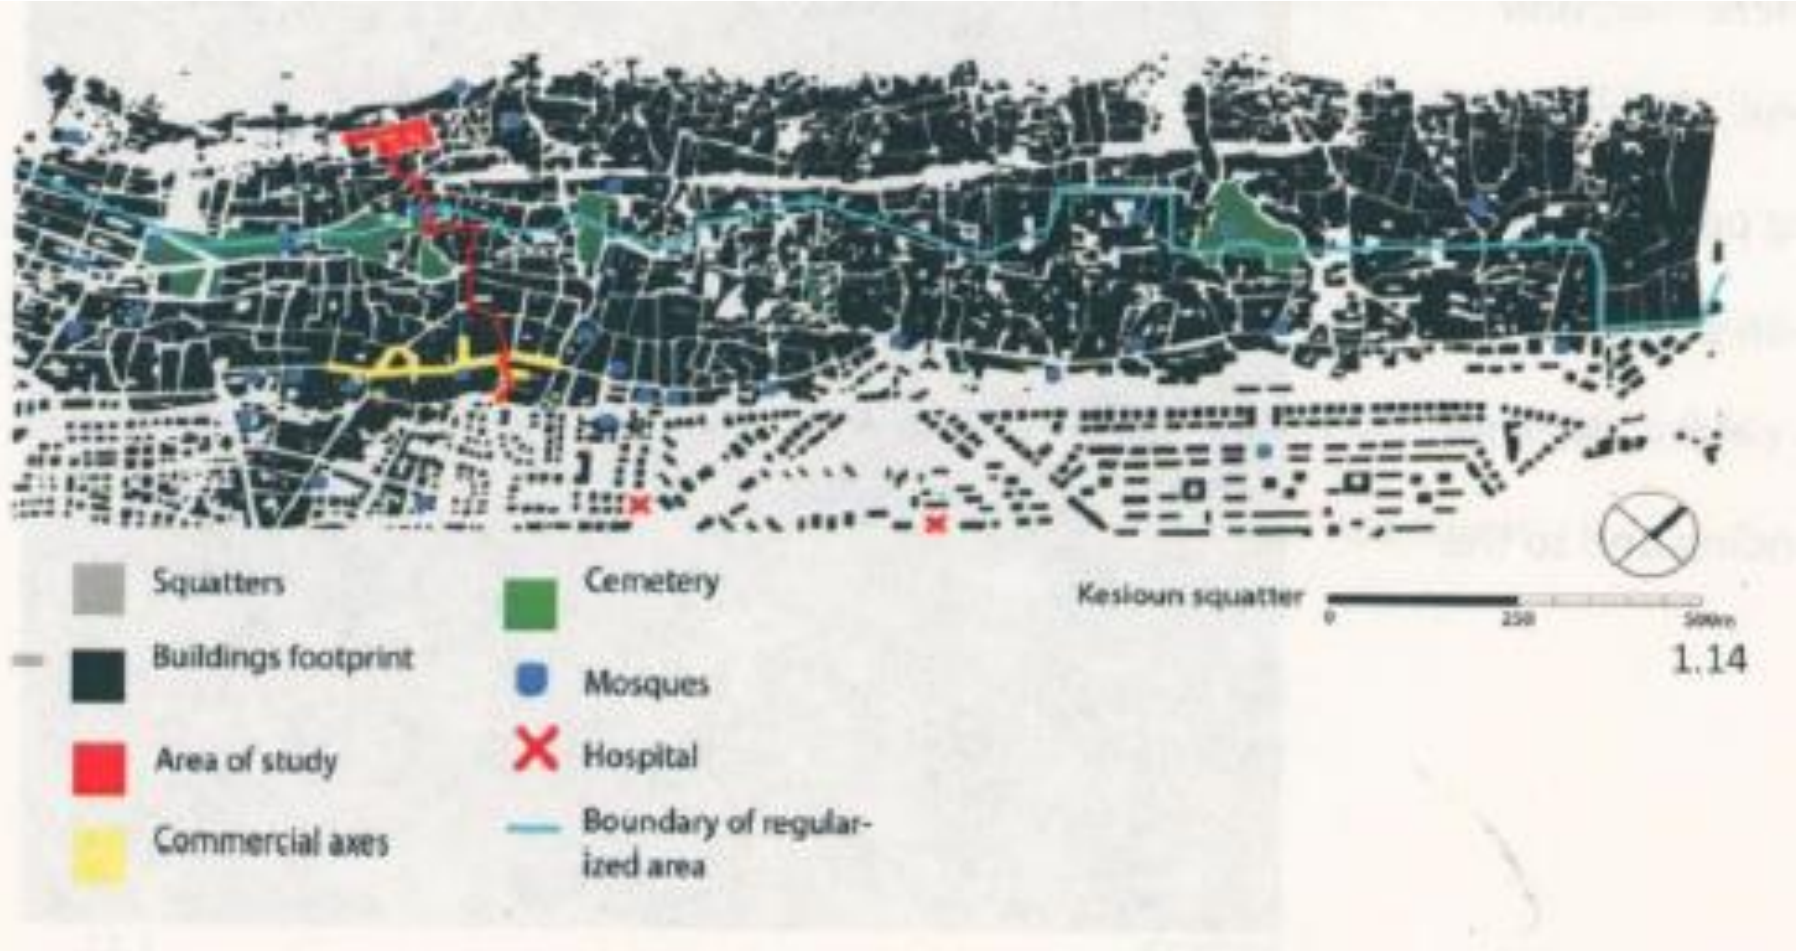 Squatters
Buildings footprint
Area of study
Commercial axes
Cemetery
Mosques
Hospital
Boundary of regular-
ized area
Kesioun squatter
0 250 500m
1.14